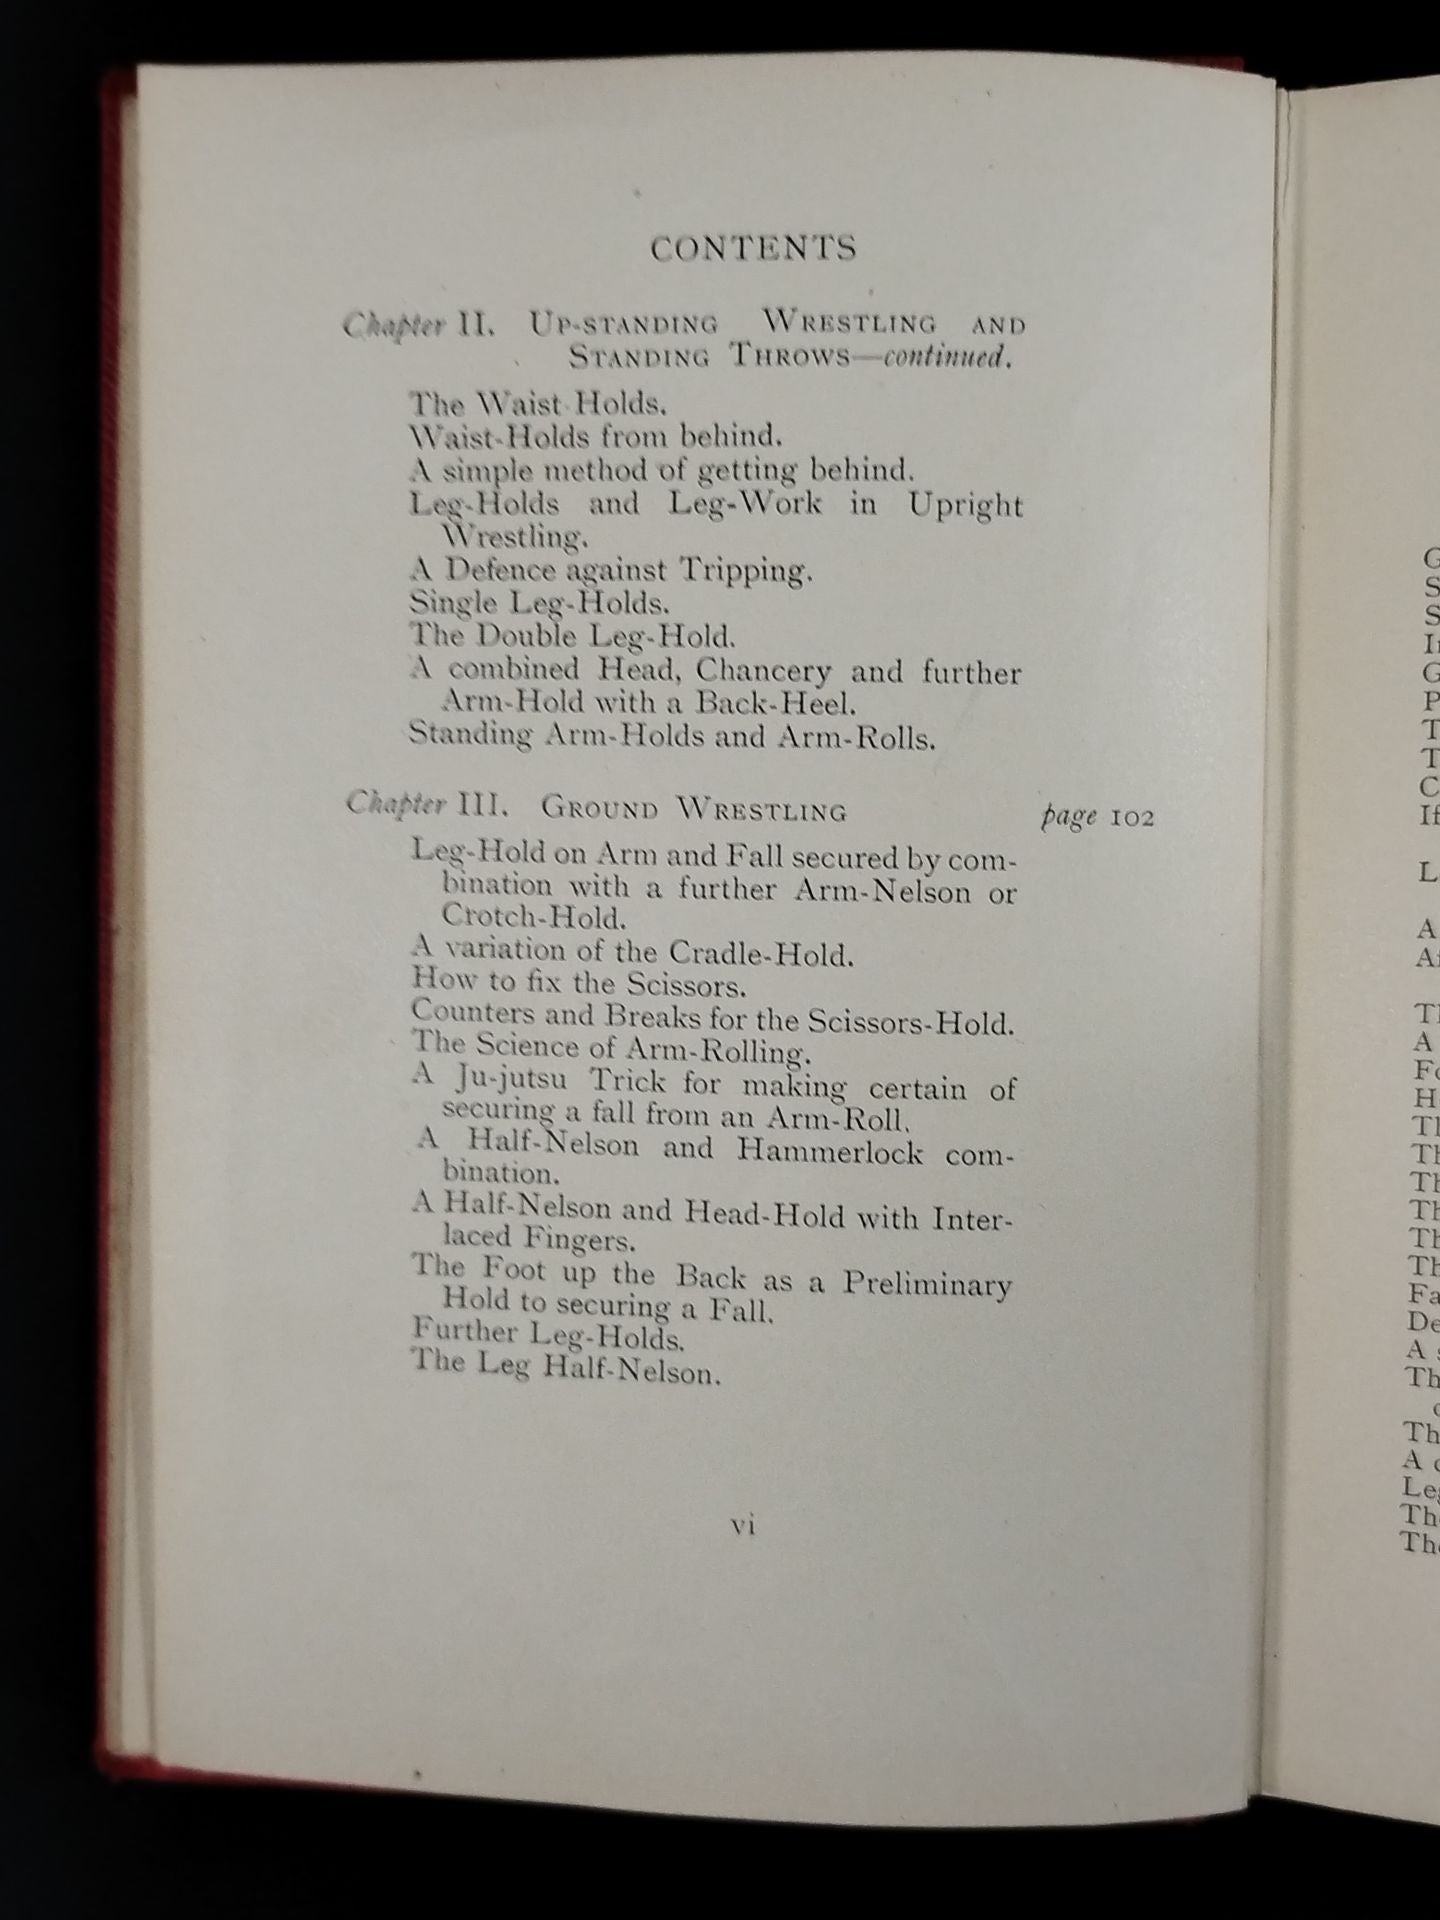 CONTENTS
Chapter II. Up-standing Wrestling and
Standing Throws—continued.
The Waist-Holds.
Waist-Holds from behind.
A simple method of getting behind.
Leg-Holds and Leg-Work in Upright
Wrestling.
A Defence against Tripping.
Single Leg-Holds.
The Double Leg-Hold.
A combined Head, Chancery and further
Arm-Hold with a Back-Heel.
Standing Arm-Holds and Arm-Rolls.
Chapter III. Ground Wrestling page 102
Leg-Hold on Arm and Fall secured by com-
bination with a further Arm-Nelson or
Crotch-Hold.
A variation of the Cradle-Hold.
How to fix the Scissors.
Counters and Breaks for the Scissors-Hold.
The Science of Arm-Rolling.
A Ju-jutsu Trick for making certain of
securing a fall from an Arm-Roll.
A Half-Nelson and Hammerlock com-
bination.
A Half-Nelson and Head-Hold with Inter-
laced Fingers.
The Foot up the Back as a Preliminary
Hold to securing a Fall.
Further Leg-Holds.
The Leg Half-Nelson.
vi